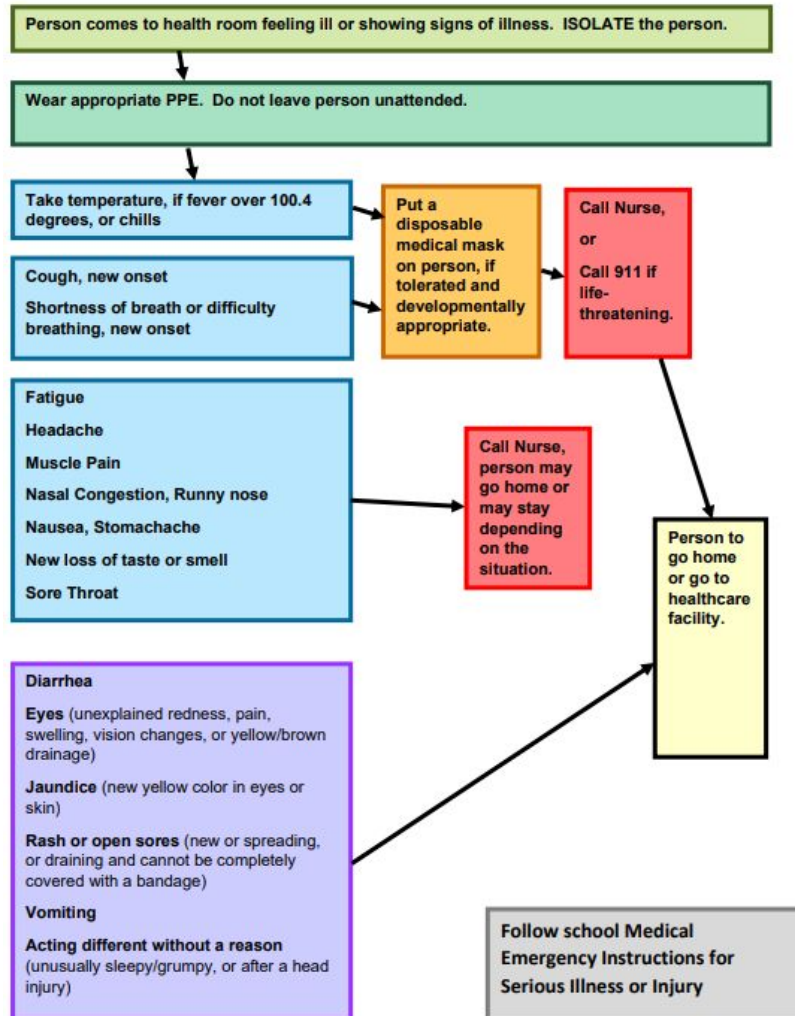 Person comes to health room feeling ill or showing signs of illness.  ISOLATE the person.
Wear appropriate PPE.  Do not leave person unattended.
Take temperature, if fever over 100.4
degrees, or chills
Cough, new onset
Shortness of breath or difficulty
breathing, new onset
Put a
disposable
medical mask
on person, if
tolerated and
developmentally
appropriate.
Call Nurse,
or
Call 911 if
life-
threatening.
Fatigue
Headache
Muscle Pain
Nasal Congestion, Runny nose
Nausea, Stomachache
New loss of taste or smell
Sore Throat
Call Nurse,
person may
go home or
may stay
depending
on the
situation.
Person to
go home
or go to
healthcare
facility.
Diarrhea
Eyes (unexplained redness, pain,
swelling, vision changes, or yellow/brown
drainage)
Jaundice (new yellow color in eyes or
skin)
Rash or open sores (new or spreading,
or draining and cannot be completely
covered with a bandage)
Vomiting
Acting different without a reason
(unusually sleepy/grumpy, or after a head
injury)
Follow school Medical
Emergency Instructions for
Serious Illness or Injury